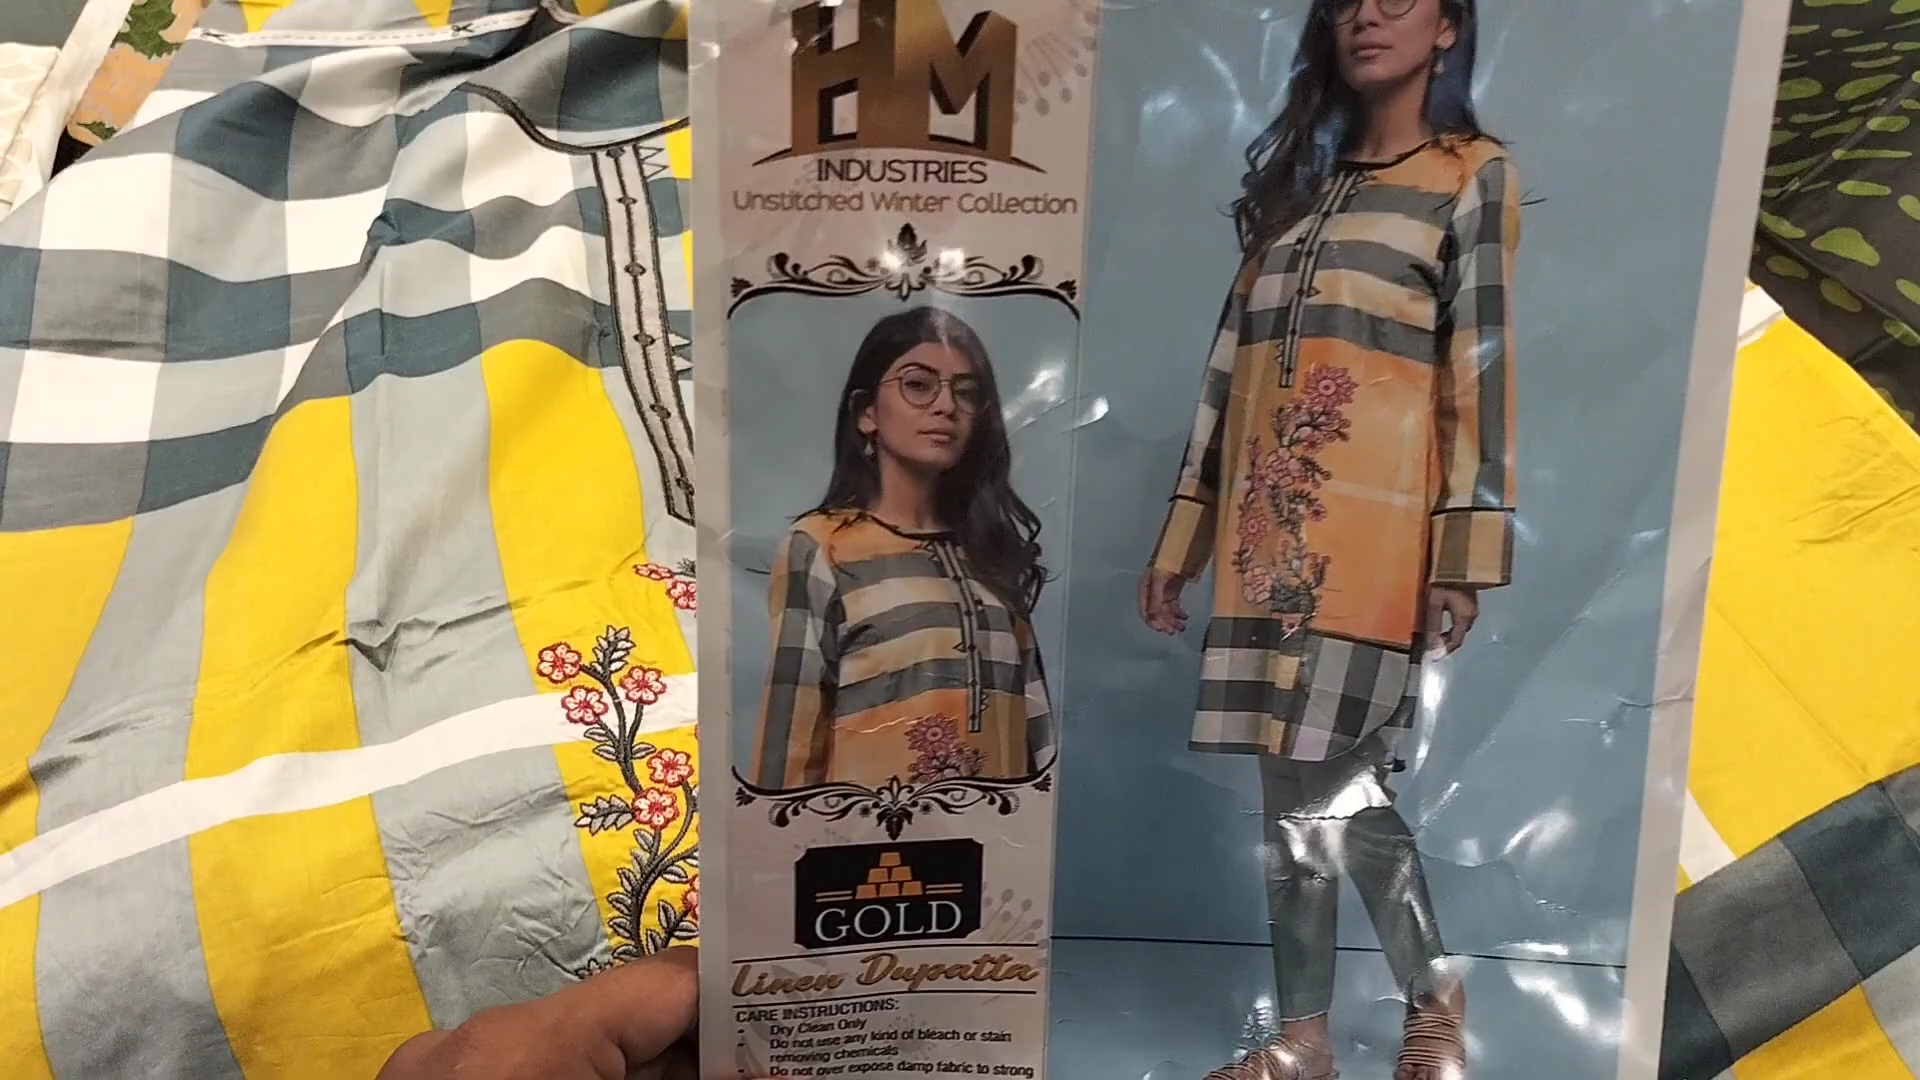 HM
INDUSTRIES
Unstitched Winter Collection
GOLD
Linen Dupatta
CARE INSTRUCTIONS:
- Dry Clean Only
- Do not use any kind of bleach or stain
removing chemicals
- Do not over expose damp fabric to strong